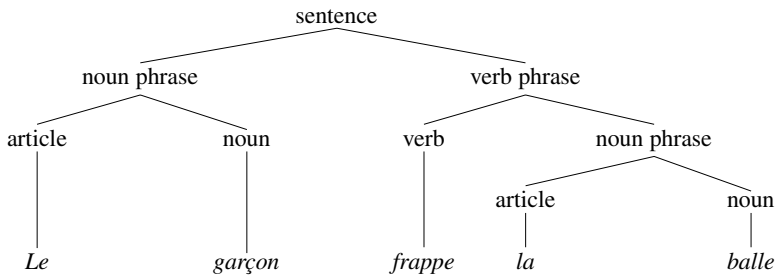 sentence
noun phrase verb phrase
article noun verb noun phrase
article noun
Le garçon frappe la balle